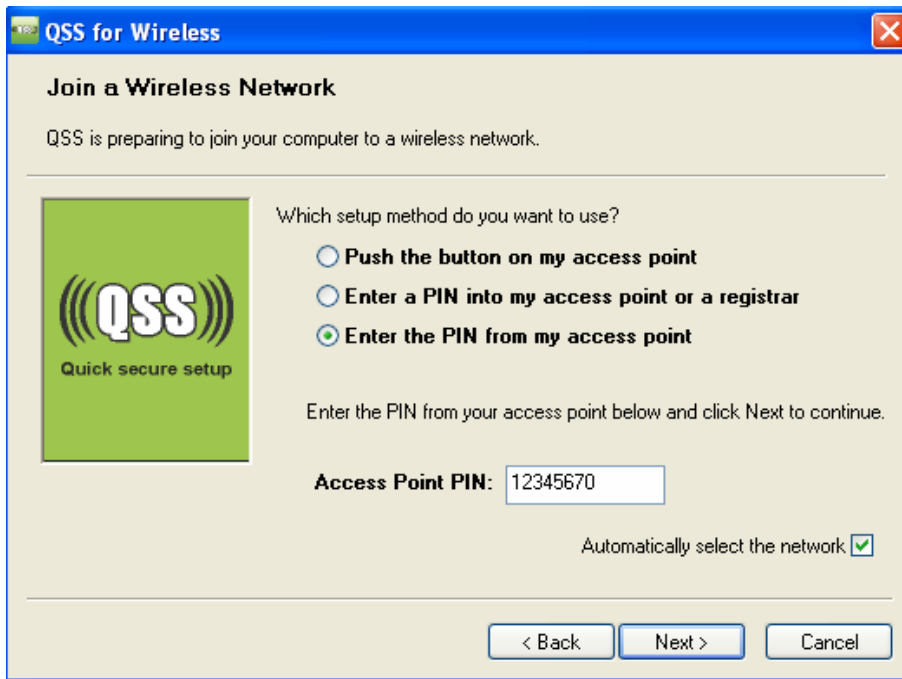 QSS for Wireless
Join a Wireless Network
QSS is preparing to join your computer to a wireless network.
Which setup method do you want to use?
Push the button on my access point
Enter a PIN into my access point or a registrar
Enter the PIN from my access point
(((QSS)))
Quick secure setup
Enter the PIN from your access point below and click Next to continue.
Access Point PIN: 12345670
Automatically select the network
< Back Next > Cancel